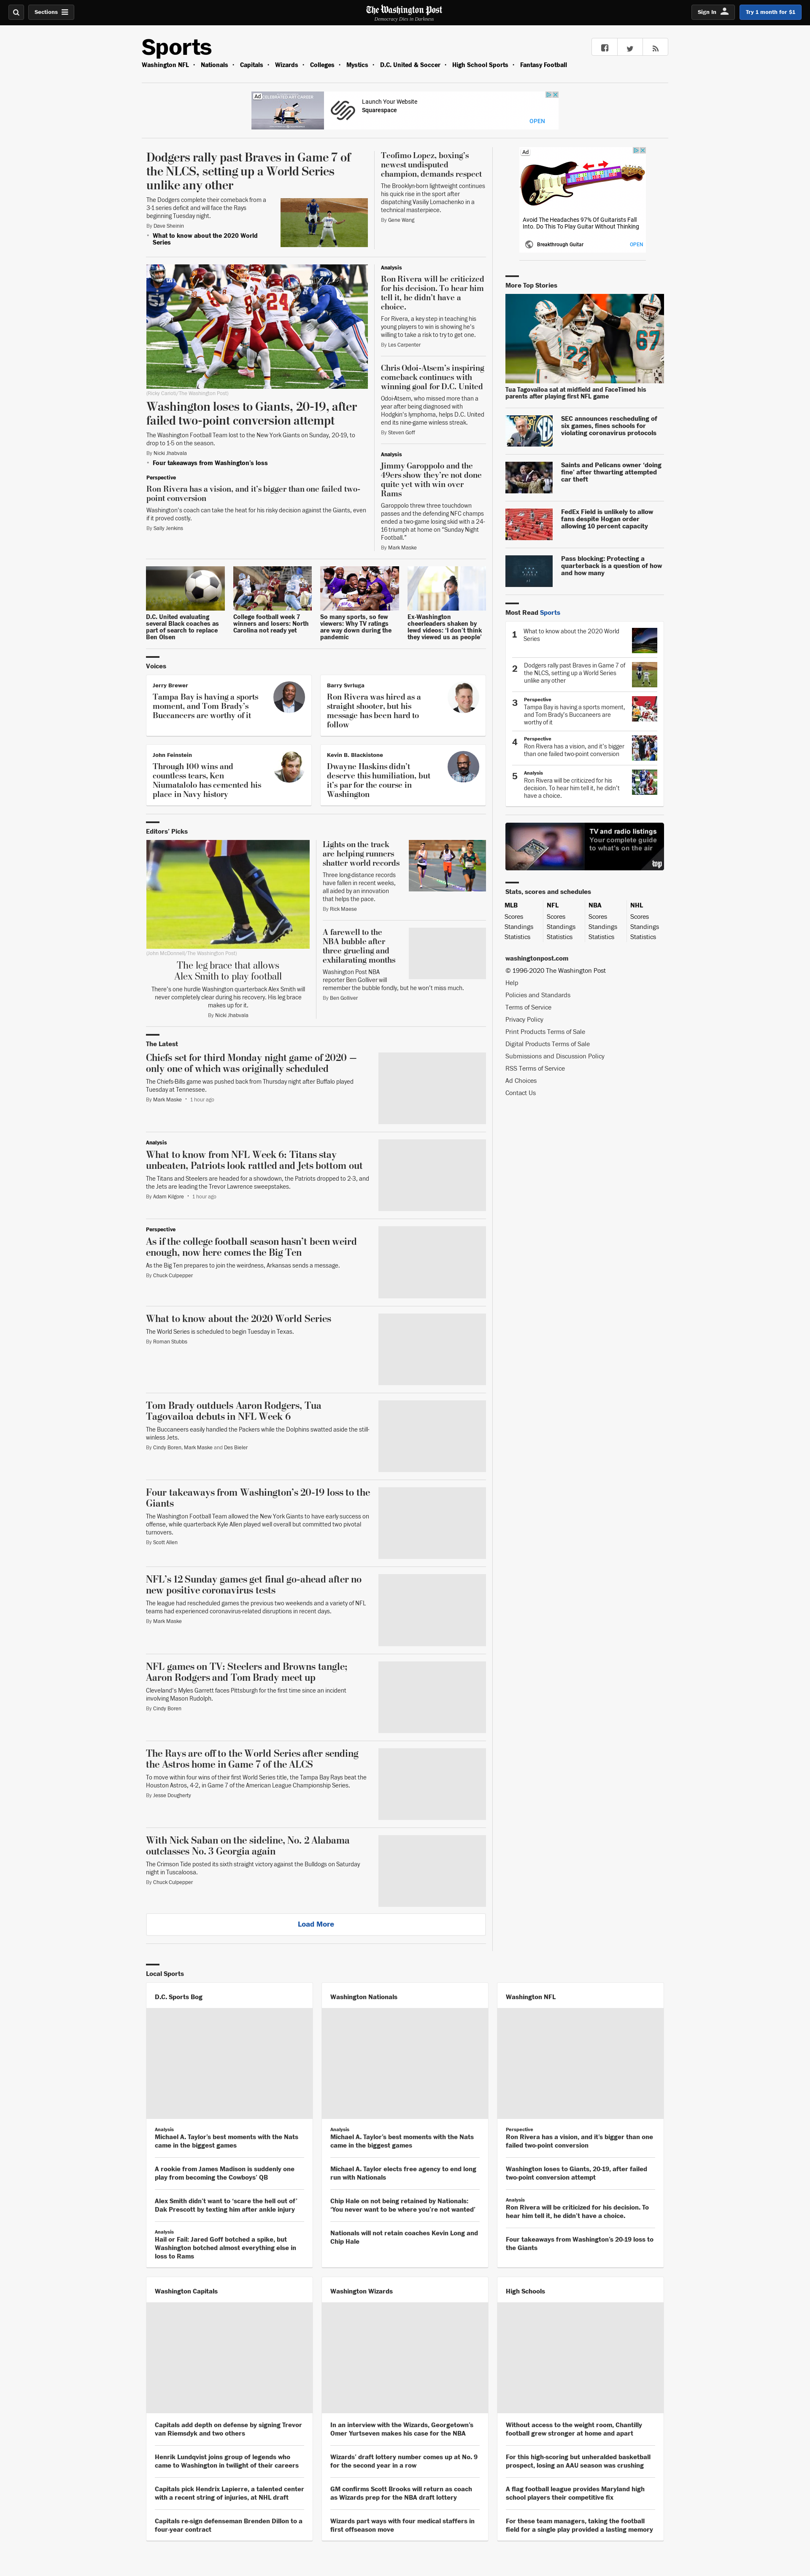 Sections
The Washington Post
Democracy Dies in Darkness
Sign In
Try 1 month for $1
Sports
Washington NFL • Nationals • Capitals • Wizards • Colleges • Mystics • D.C. United & Soccer • High School Sports • Fantasy Football
Ad
Launch Your Website
Squarespace
OPEN
Dodgers rally past Braves in Game 7 of
the NLCS, setting up a World Series
unlike any other
The Dodgers complete their comeback from a
3-1 series deficit and will face the Rays
beginning Tuesday night.
By Dave Sheinin
• What to know about the 2020 World
Series
Teofimo Lopez, boxing's
newest undisputed
champion, demands respect
The Brooklyn-born lightweight continues
his quick rise in the sport after
dispatching Vasiliy Lomachenko in a
technical masterpiece.
By Gene Wang
(Ricky Carioti/The Washington Post)
Washington loses to Giants, 20-19, after
failed two-point conversion attempt
The Washington Football Team lost to the New York Giants on Sunday, 20-19, to
drop to 1-5 on the season.
By Nicki Jhabvala
• Four takeaways from Washington's loss
Perspective
Ron Rivera has a vision, and it's bigger than one failed two-
point conversion
Washington's coach can take the heat for his risky decision against the Giants, even
if it proved costly.
By Sally Jenkins
Analysis
Ron Rivera will be criticized
for his decision. To hear him
tell it, he didn't have a
choice.
For Rivera, a key step in teaching his
young players to win is showing he's
willing to take a risk to try to get one.
By Les Carpenter
Chris Odoi-Atsem's inspiring
comeback continues with
winning goal for D.C. United
Odoi-Atsem, who missed more than a
year after being diagnosed with
Hodgkin's lymphoma, helps D.C. United
end its nine-game winless streak.
By Steven Goff
Analysis
Jimmy Garoppolo and the
49ers show they're not done
quite yet with win over
Rams
Garoppolo threw three touchdown
passes and the defending NFC champs
ended a two-game losing skid with a 24-
16 triumph at home on "Sunday Night
Football."
By Mark Maske
D.C. United evaluating
several Black coaches as
part of search to replace
Ben Olsen
College football week 7
winners and losers: North
Carolina not ready yet
So many sports, so few
viewers: Why TV ratings
are way down during the
pandemic
Ex-Washington
cheerleaders shaken by
lewd videos: 'I don't think
they viewed us as people'
Voices
Jerry Brewer
Tampa Bay is having a sports
moment, and Tom Brady's
Buccaneers are worthy of it
Barry Svrluga
Ron Rivera was hired as a
straight shooter, but his
message has been hard to
follow
John Feinstein
Through 100 wins and
countless tears, Ken
Niumatalolo has cemented his
place in Navy history
Kevin B. Blackistone
Dwayne Haskins didn't
deserve this humiliation, but
it's par for the course in
Washington
Editors' Picks
(John McDonnell/The Washington Post)
The leg brace that allows
Alex Smith to play football
There's one hurdle Washington quarterback Alex Smith will
never completely clear during his recovery. His leg brace
makes up for it.
By Nicki Jhabvala
Lights on the track
are helping runners
shatter world records
Three long-distance records
have fallen in recent weeks,
all aided by an innovation
that helps the pace.
By Rick Maese
A farewell to the
NBA bubble after
three grueling and
exhilarating months
Washington Post NBA
reporter Ben Golliver will
remember the bubble fondly, but he won't miss much.
By Ben Golliver
The Latest
Chiefs set for third Monday night game of 2020 —
only one of which was originally scheduled
The Chiefs-Bills game was pushed back from Thursday night after Buffalo played
Tuesday at Tennessee.
By Mark Maske • 1 hour ago
Analysis
What to know from NFL Week 6: Titans stay
unbeaten, Patriots look rattled and Jets bottom out
The Titans and Steelers are headed for a showdown, the Patriots dropped to 2-3, and
the Jets are leading the Trevor Lawrence sweepstakes.
By Adam Kilgore • 1 hour ago
Perspective
As if the college football season hasn't been weird
enough, now here comes the Big Ten
As the Big Ten prepares to join the weirdness, Arkansas sends a message.
By Chuck Culpepper
What to know about the 2020 World Series
The World Series is scheduled to begin Tuesday in Texas.
By Roman Stubbs
Tom Brady outduels Aaron Rodgers, Tua
Tagovailoa debuts in NFL Week 6
The Buccaneers easily handled the Packers while the Dolphins swatted aside the still-
winless Jets.
By Cindy Boren, Mark Maske and Des Bieler
Four takeaways from Washington's 20-19 loss to the
Giants
The Washington Football Team allowed the New York Giants to have early success on
offense, while quarterback Kyle Allen played well overall but committed two pivotal
turnovers.
By Scott Allen
NFL's 12 Sunday games get final go-ahead after no
new positive coronavirus tests
The league had rescheduled games the previous two weekends and a variety of NFL
teams had experienced coronavirus-related disruptions in recent days.
By Mark Maske
NFL games on TV: Steelers and Browns tangle;
Aaron Rodgers and Tom Brady meet up
Cleveland's Myles Garrett faces Pittsburgh for the first time since an incident
involving Mason Rudolph.
By Cindy Boren
The Rays are off to the World Series after sending
the Astros home in Game 7 of the ALCS
To move within four wins of their first World Series title, the Tampa Bay Rays beat the
Houston Astros, 4-2, in Game 7 of the American League Championship Series.
By Jesse Dougherty
With Nick Saban on the sideline, No. 2 Alabama
outclasses No. 3 Georgia again
The Crimson Tide posted its sixth straight victory against the Bulldogs on Saturday
night in Tuscaloosa.
By Chuck Culpepper
Load More
Ad
Avoid The Headaches 97% Of Guitarists Fall
Into. Do This To Play Guitar Without Thinking
Breakthrough Guitar
OPEN
More Top Stories
Tua Tagovailoa sat at midfield and FaceTimed his
parents after playing first NFL game
SEC announces rescheduling of
six games, fines schools for
violating coronavirus protocols
Saints and Pelicans owner 'doing
fine' after thwarting attempted
car theft
FedEx Field is unlikely to allow
fans despite Hogan order
allowing 10 percent capacity
Pass blocking: Protecting a
quarterback is a question of how
and how many
Most Read Sports
1 What to know about the 2020 World
Series
2 Dodgers rally past Braves in Game 7 of
the NLCS, setting up a World Series
unlike any other
3 Perspective
Tampa Bay is having a sports moment,
and Tom Brady's Buccaneers are
worthy of it
4 Perspective
Ron Rivera has a vision, and it's bigger
than one failed two-point conversion
5 Analysis
Ron Rivera will be criticized for his
decision. To hear him tell it, he didn't
have a choice.
TV and radio listings
Your complete guide
to what's on the air
wp
Stats, scores and schedules
MLB NFL NBA NHL
Scores Scores Scores Scores
Standings Standings Standings Standings
Statistics Statistics Statistics Statistics
washingtonpost.com
© 1996-2020 The Washington Post
Help
Policies and Standards
Terms of Service
Privacy Policy
Print Products Terms of Sale
Digital Products Terms of Sale
Submissions and Discussion Policy
RSS Terms of Service
Ad Choices
Contact Us
Local Sports
D.C. Sports Bog
Analysis
Michael A. Taylor's best moments with the Nats
came in the biggest games
A rookie from James Madison is suddenly one
play from becoming the Cowboys' QB
Alex Smith didn't want to 'scare the hell out of'
Dak Prescott by texting him after ankle injury
Analysis
Hail or Fail: Jared Goff botched a spike, but
Washington botched almost everything else in
loss to Rams
Washington Nationals
Analysis
Michael A. Taylor's best moments with the Nats
came in the biggest games
Michael A. Taylor elects free agency to end long
run with Nationals
Chip Hale on not being retained by Nationals:
'You never want to be where you're not wanted'
Nationals will not retain coaches Kevin Long and
Chip Hale
Washington NFL
Perspective
Ron Rivera has a vision, and it's bigger than one
failed two-point conversion
Washington loses to Giants, 20-19, after failed
two-point conversion attempt
Analysis
Ron Rivera will be criticized for his decision. To
hear him tell it, he didn't have a choice.
Four takeaways from Washington's 20-19 loss to
the Giants
Washington Capitals
Capitals add depth on defense by signing Trevor
van Riemsdyk and two others
Henrik Lundqvist joins group of legends who
came to Washington in twilight of their careers
Capitals pick Hendrix Lapierre, a talented center
with a recent string of injuries, at NHL draft
Capitals re-sign defenseman Brenden Dillon to a
four-year contract
Washington Wizards
In an interview with the Wizards, Georgetown's
Omer Yurtseven makes his case for the NBA
Wizards' draft lottery number comes up at No. 9
for the second year in a row
GM confirms Scott Brooks will return as coach
as Wizards prep for the NBA draft lottery
Wizards part ways with four medical staffers in
first offseason move
High Schools
Without access to the weight room, Chantilly
football grew stronger at home and apart
For this high-scoring but unheralded basketball
prospect, losing an AAU season was crushing
A flag football league provides Maryland high
school players their competitive fix
For these team managers, taking the football
field for a single play provided a lasting memory